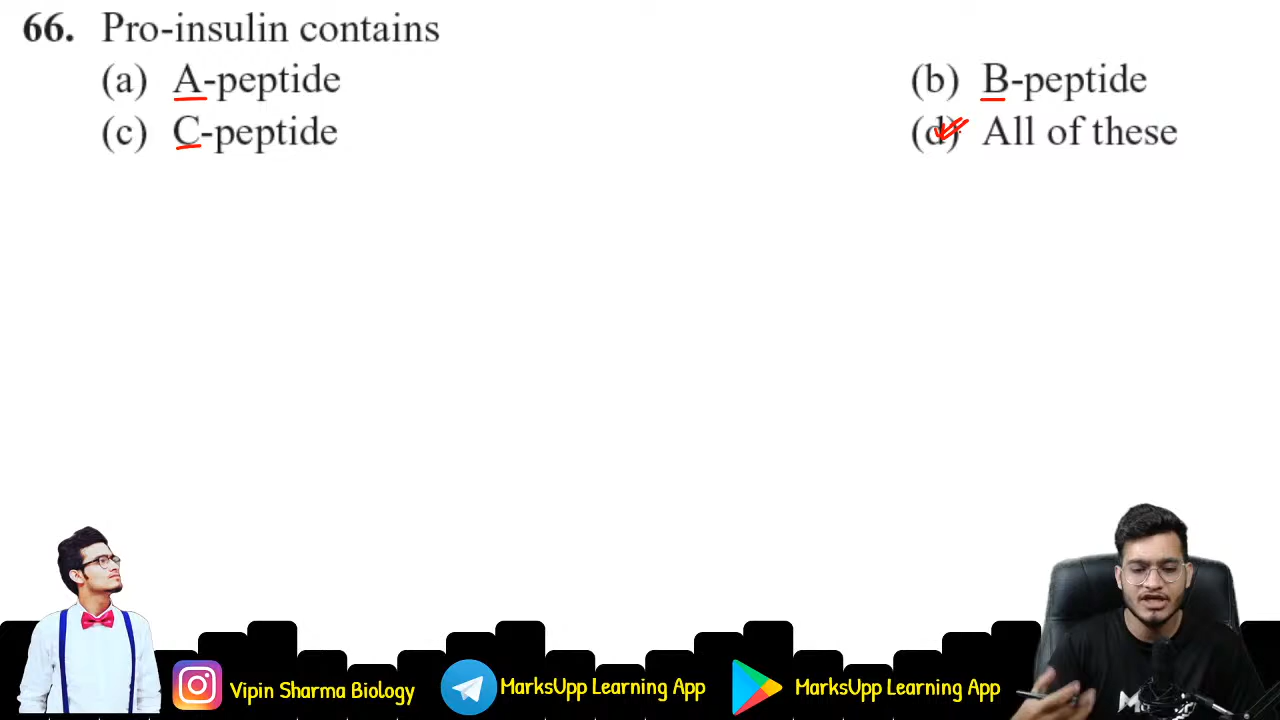 66. Pro-insulin contains
(a) A-peptide (b) B-peptide
(c) C-peptide (d) All of these
Vipin Sharma Biology MarksUpp Learning App MarksUpp Learning App